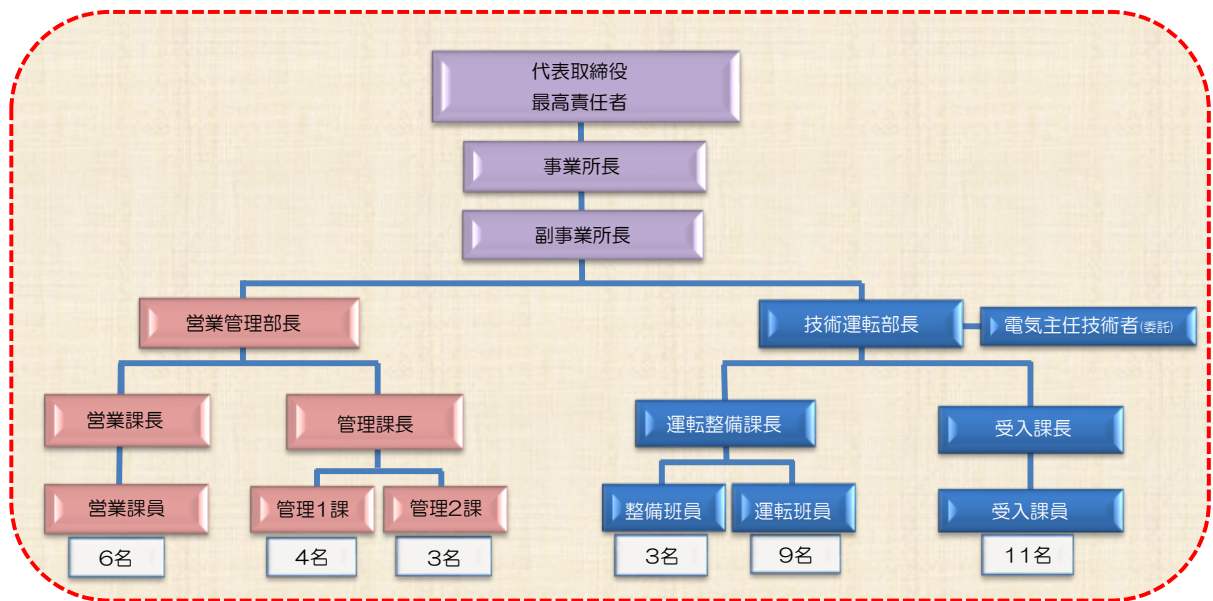 代表取締役
最高責任者
事業所長
副事業所長
営業管理部長
技術運転部長
電気主任技術者(委託)
営業課長
管理課長
運転整備課長
受入課長
営業課員
管理1課
管理2課
整備班員
運転班員
受入課員
6名
4名
3名
3名
9名
11名